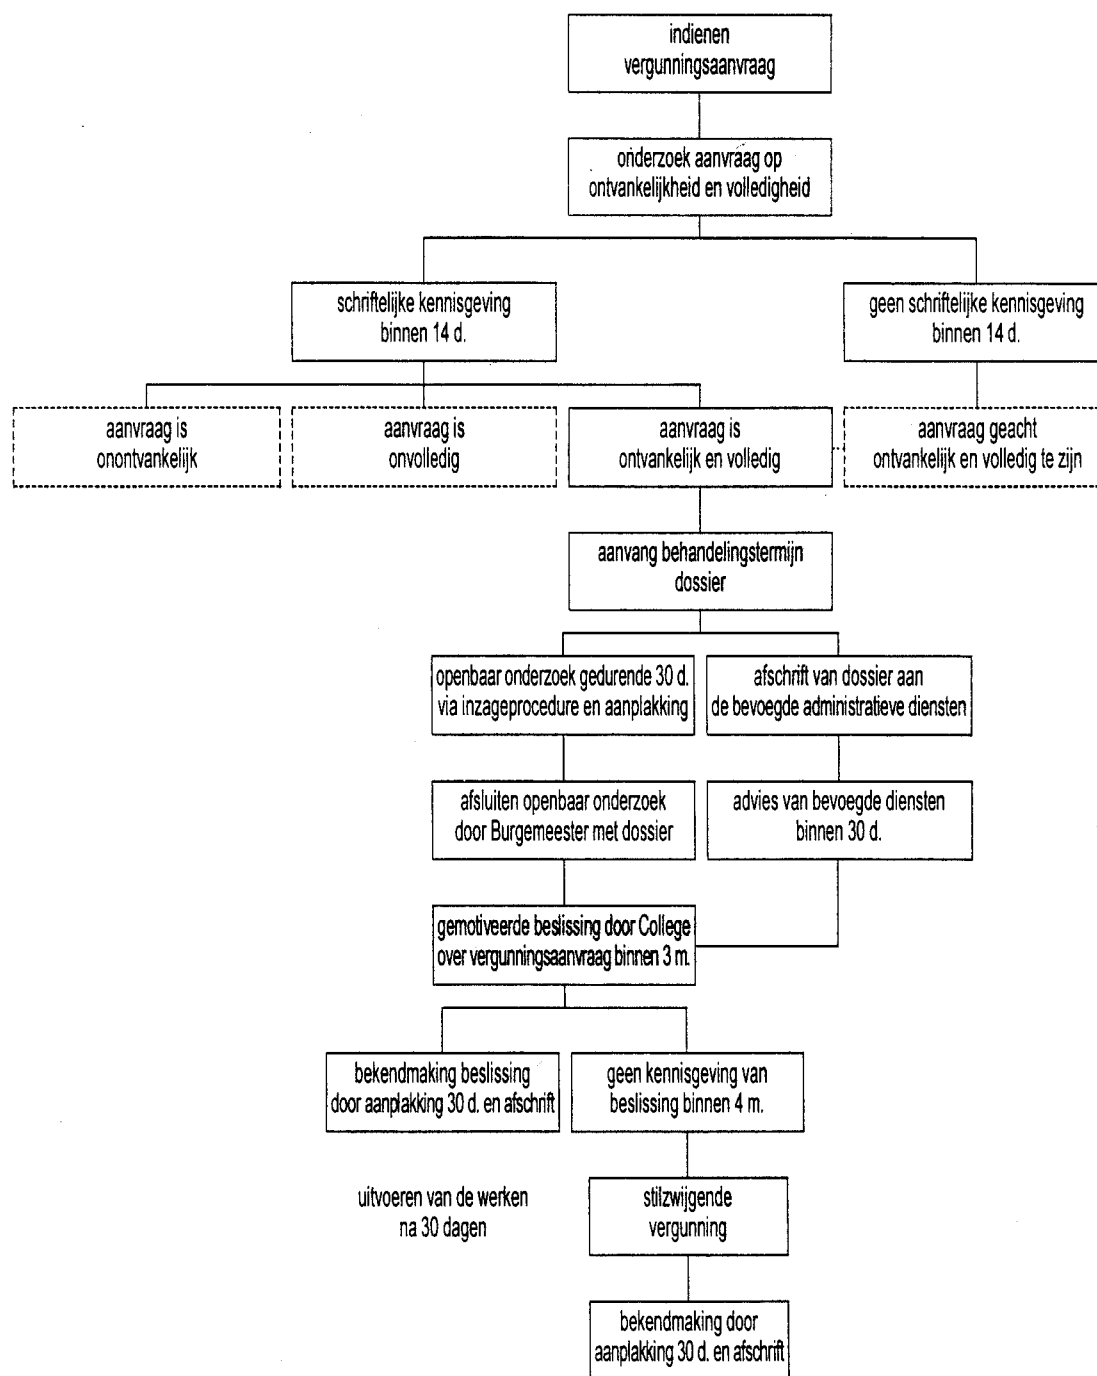 indienen
vergunningsaanvraag
onderzoek aanvraag op
ontvankelijkheid en volledigheid
schriftelijke kennisgeving
binnen 14 d.
geen schriftelijke kennisgeving
binnen 14 d.
aanvraag is
onontvankelijk
aanvraag is
onvolledig
aanvraag is
ontvankelijk en volledig
aanvraag geacht
ontvankelijk en volledig te zijn
aanvang behandelingstermijn
dossier
openbaar onderzoek gedurende 30 d.
via inzageprocedure en aanplakking
afschrift van dossier aan
de bevoegde administratieve diensten
afsluiten openbaar onderzoek
door Burgemeester met dossier
advies van bevoegde diensten
binnen 30 d.
gemotiveerde beslissing door College
over vergunningsaanvraag binnen 3 m.
bekendmaking beslissing
door aanplakking 30 d. en afschrift
geen kennisgeving van
beslissing binnen 4 m.
uitvoeren van de werken
na 30 dagen
stilzwijgende
vergunning
bekendmaking door
aanplakking 30 d. en afschrift